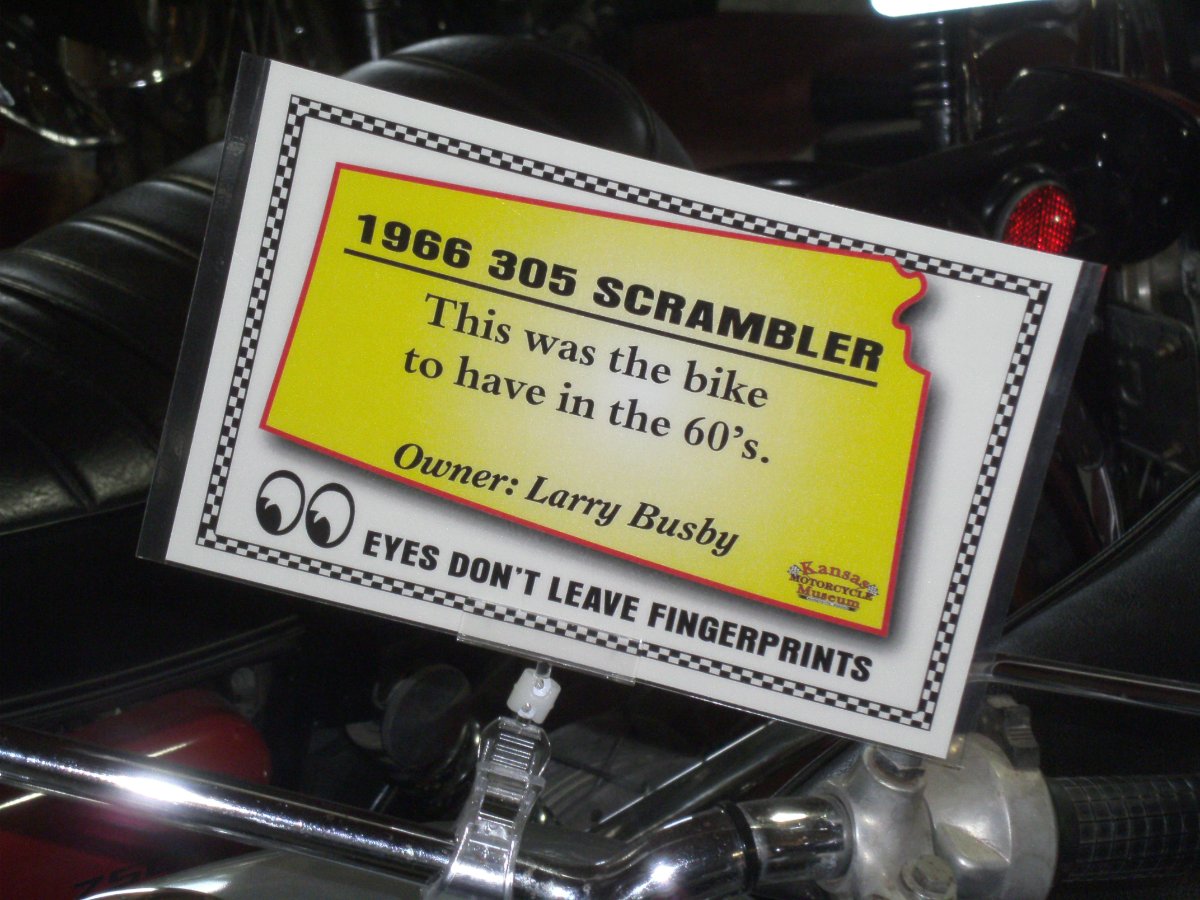 1966 305 SCRAMBLER
This was the bike
to have in the 60's.
Owner: Larry Busby
EYES DON'T LEAVE FINGERPRINTS
Kansas
MOTORCYCLE
Museum